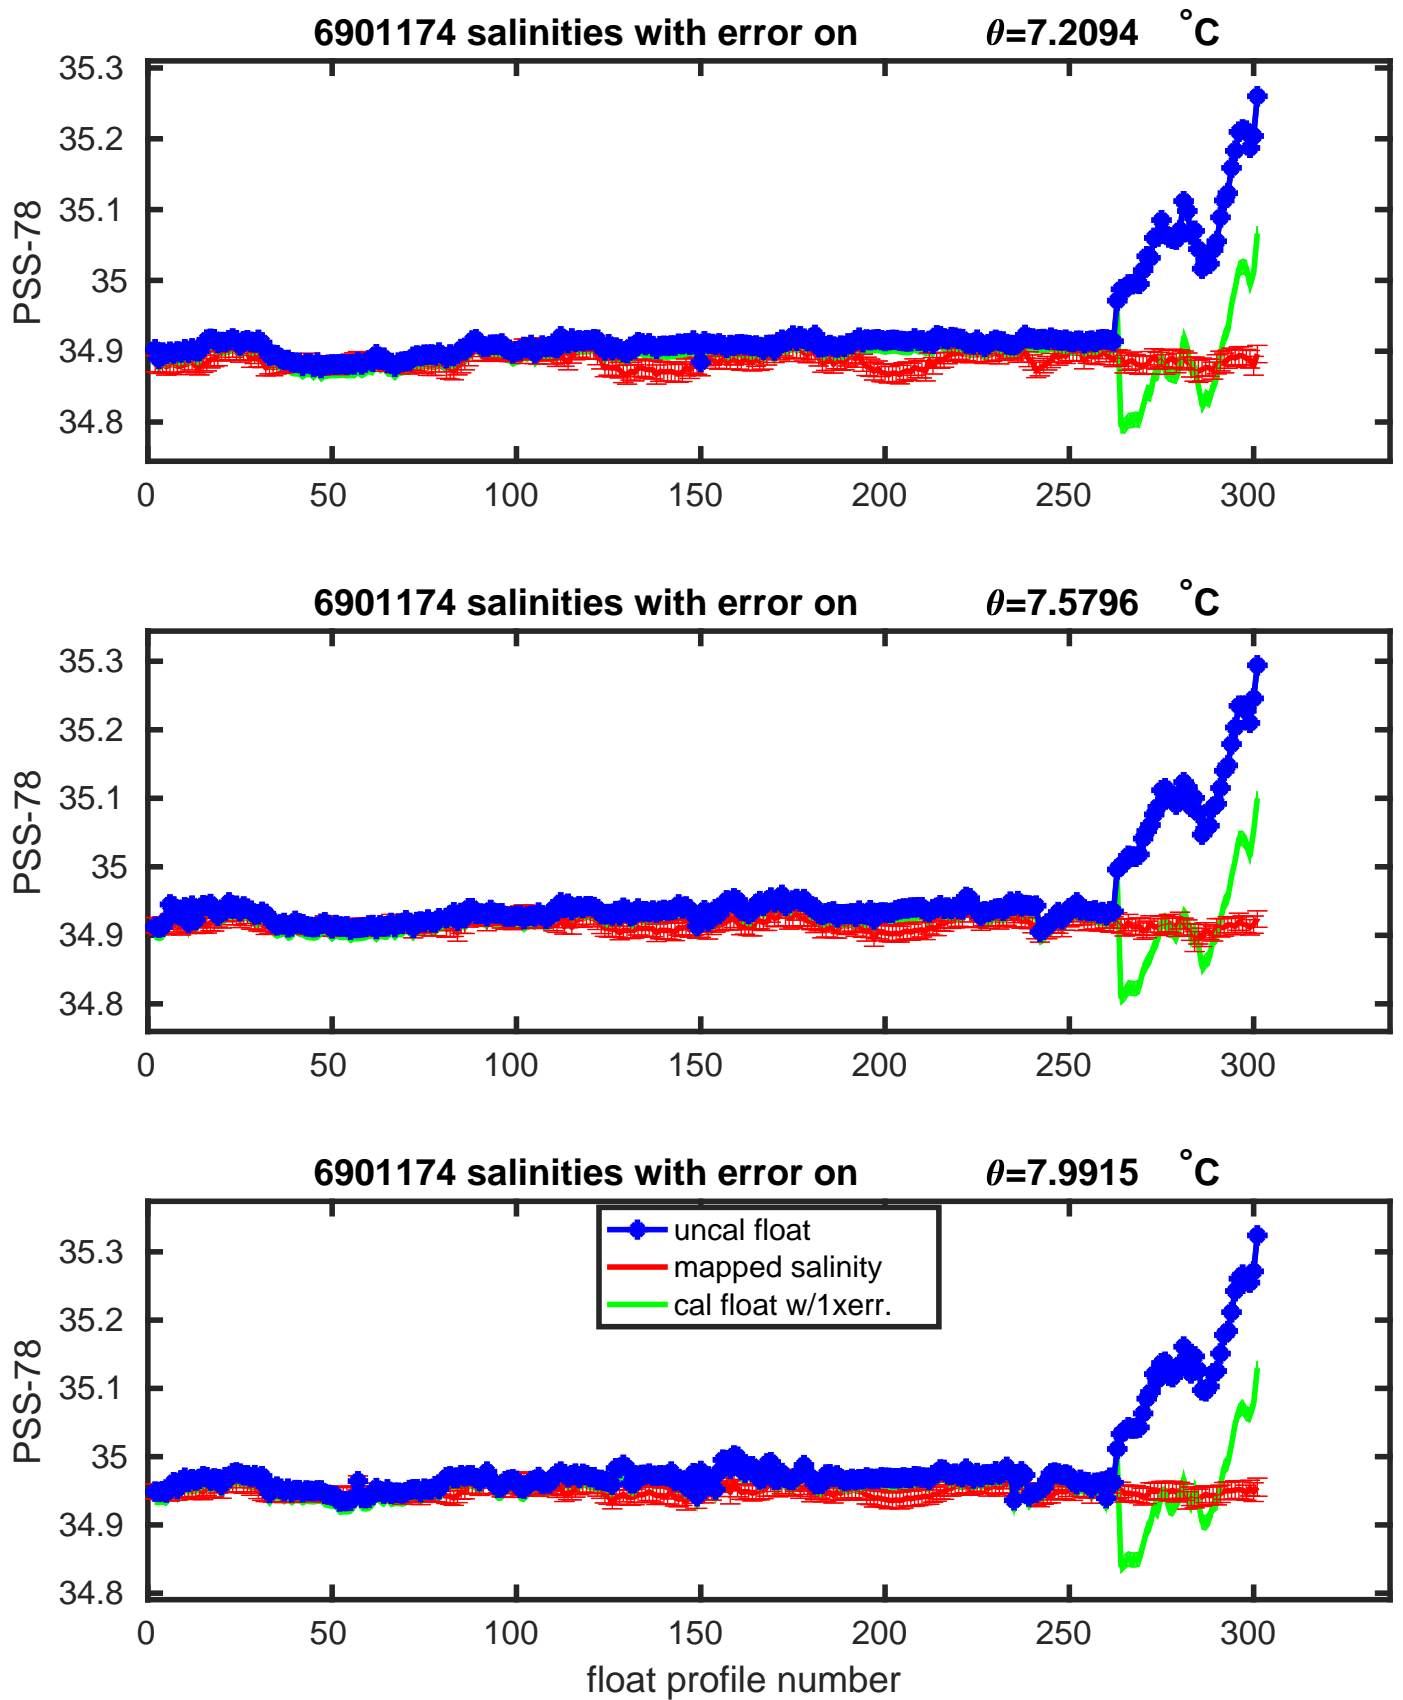 6901174 salinities with error on θ=7.2094 °C
35.3
35.2
35.1
35
34.9
34.8
PSS-78
0 50 100 150 200 250 300
6901174 salinities with error on θ=7.5796 °C
35.3
35.2
35.1
35
34.9
34.8
PSS-78
0 50 100 150 200 250 300
6901174 salinities with error on θ=7.9915 °C
uncal float
mapped salinity
cal float w/1xerr.
35.3
35.2
35.1
35
34.9
34.8
PSS-78
0 50 100 150 200 250 300
float profile number